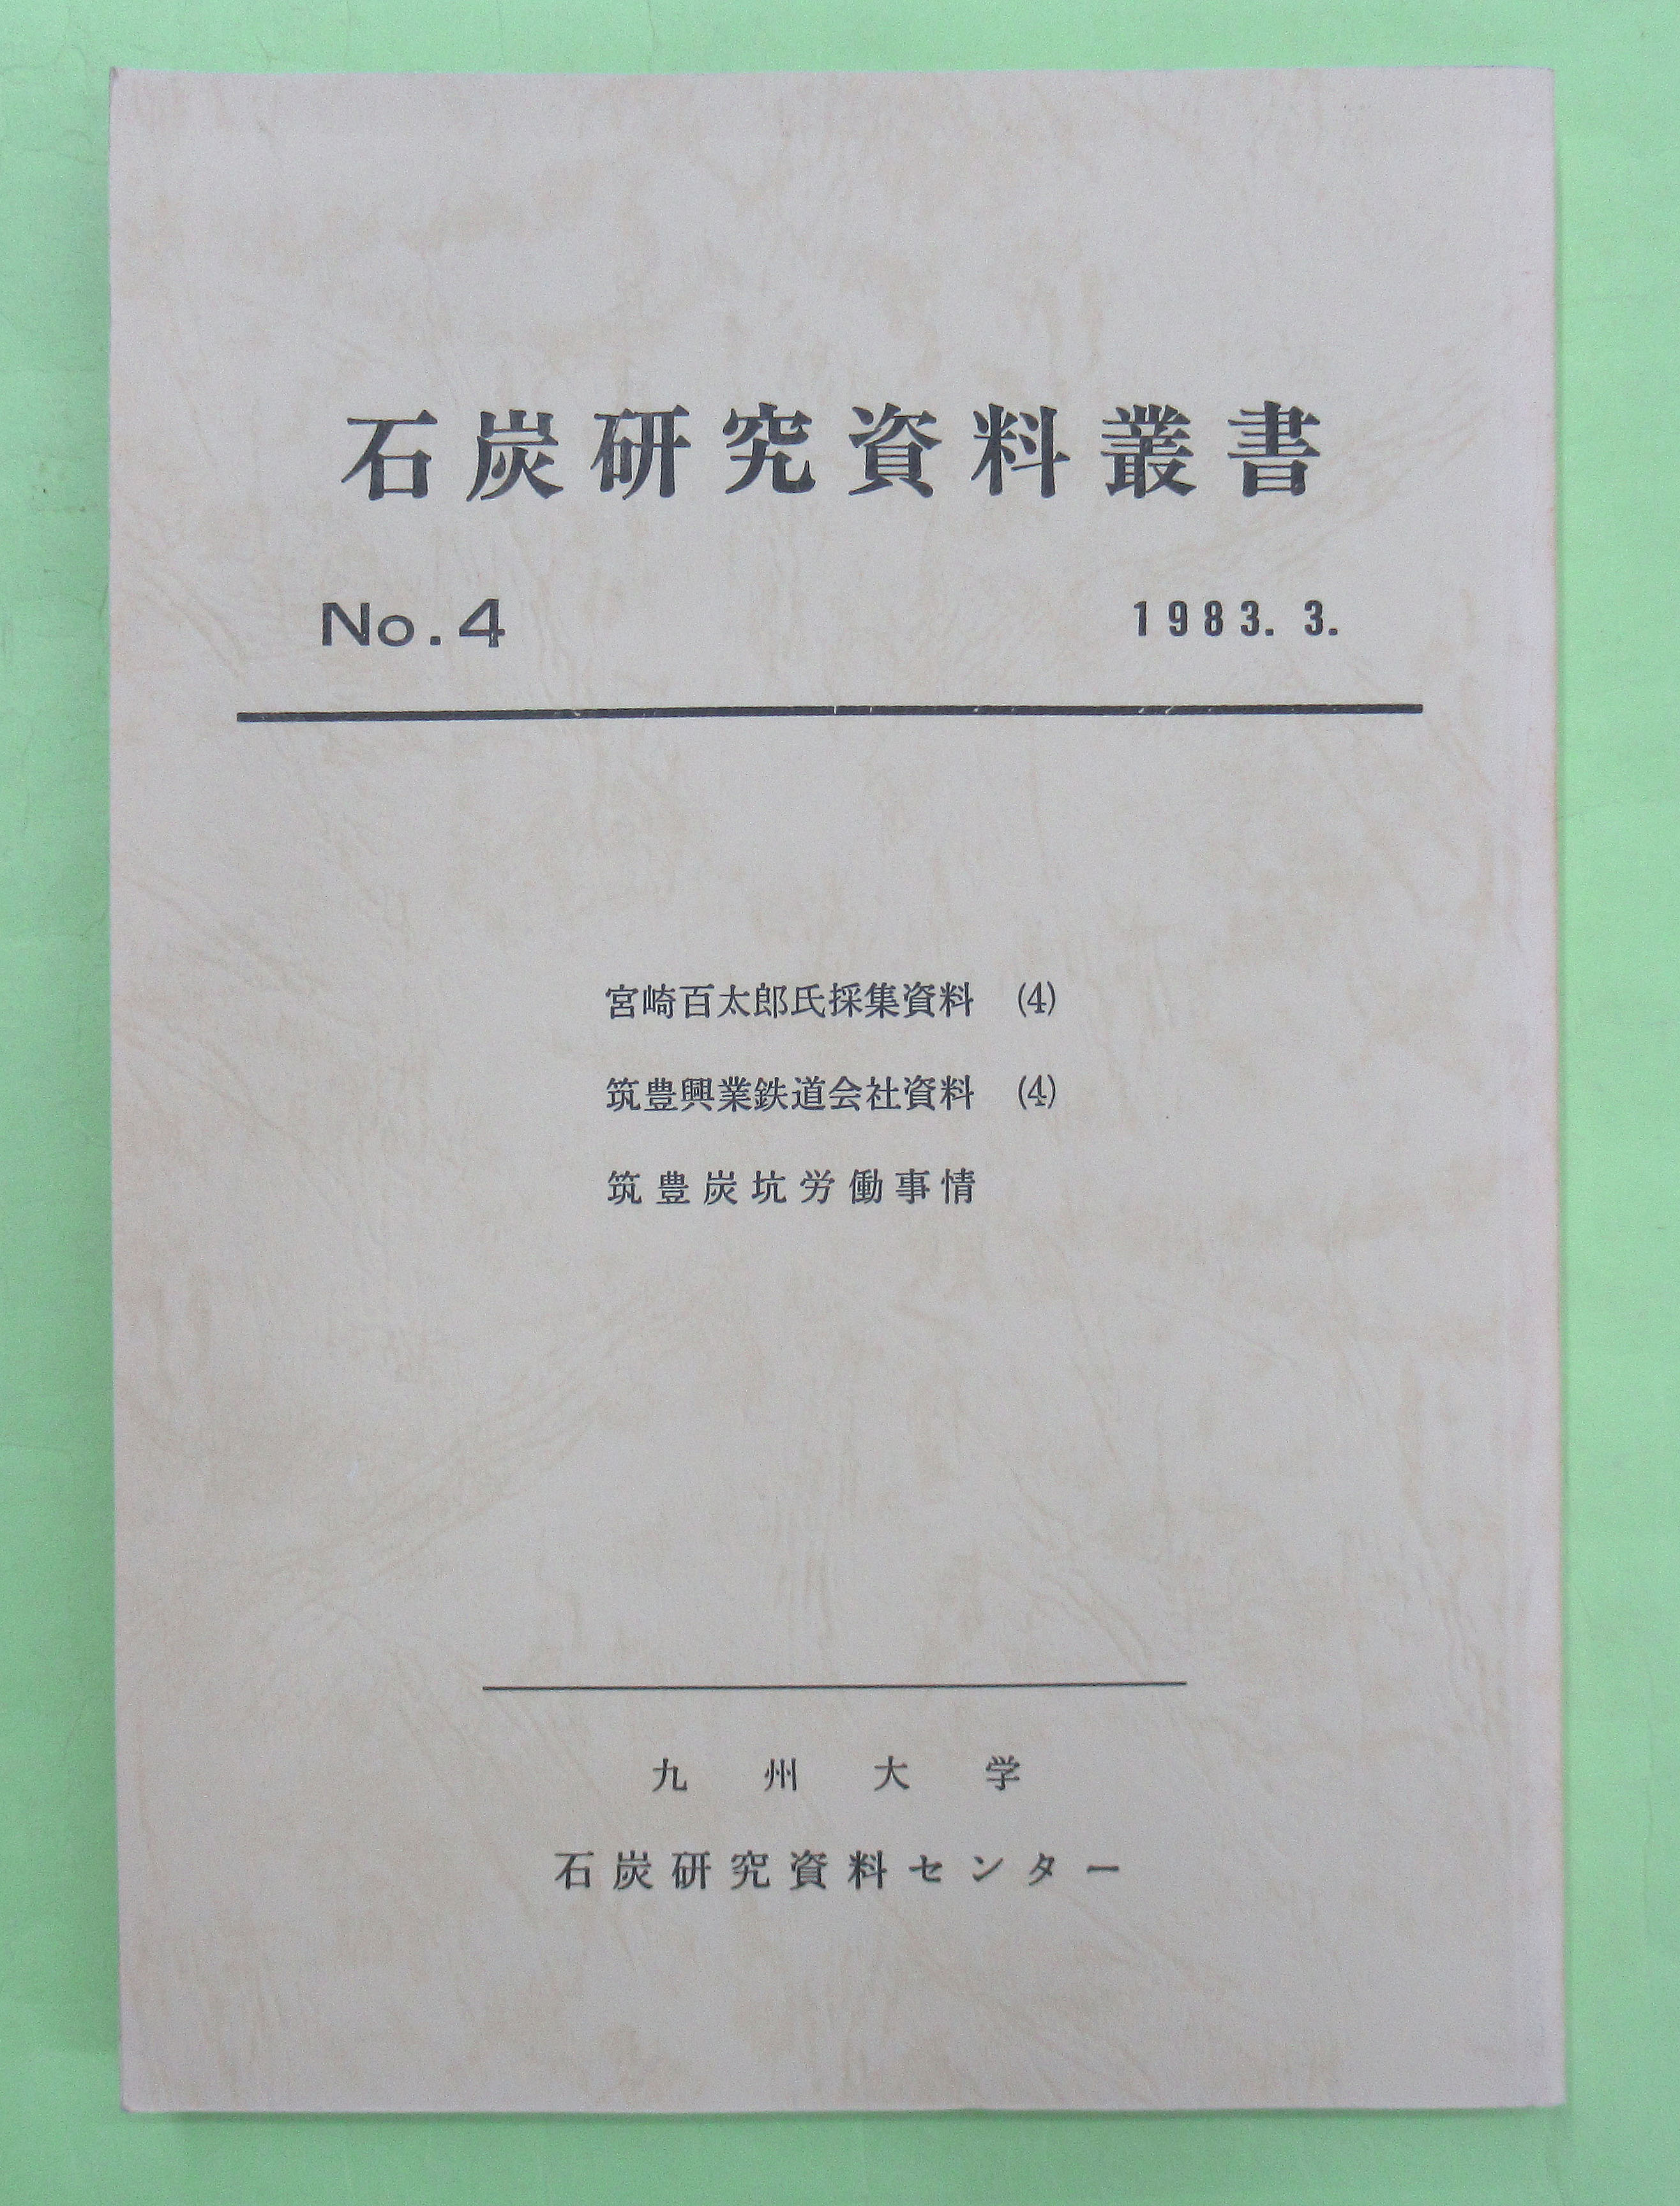 石炭研究資料叢書
No.4 1983. 3.
宮崎百太郎氏採集資料 (4)
筑豊興業鉄道会社資料 (4)
筑豊炭坑労働事情
九州大学
石炭研究資料センター